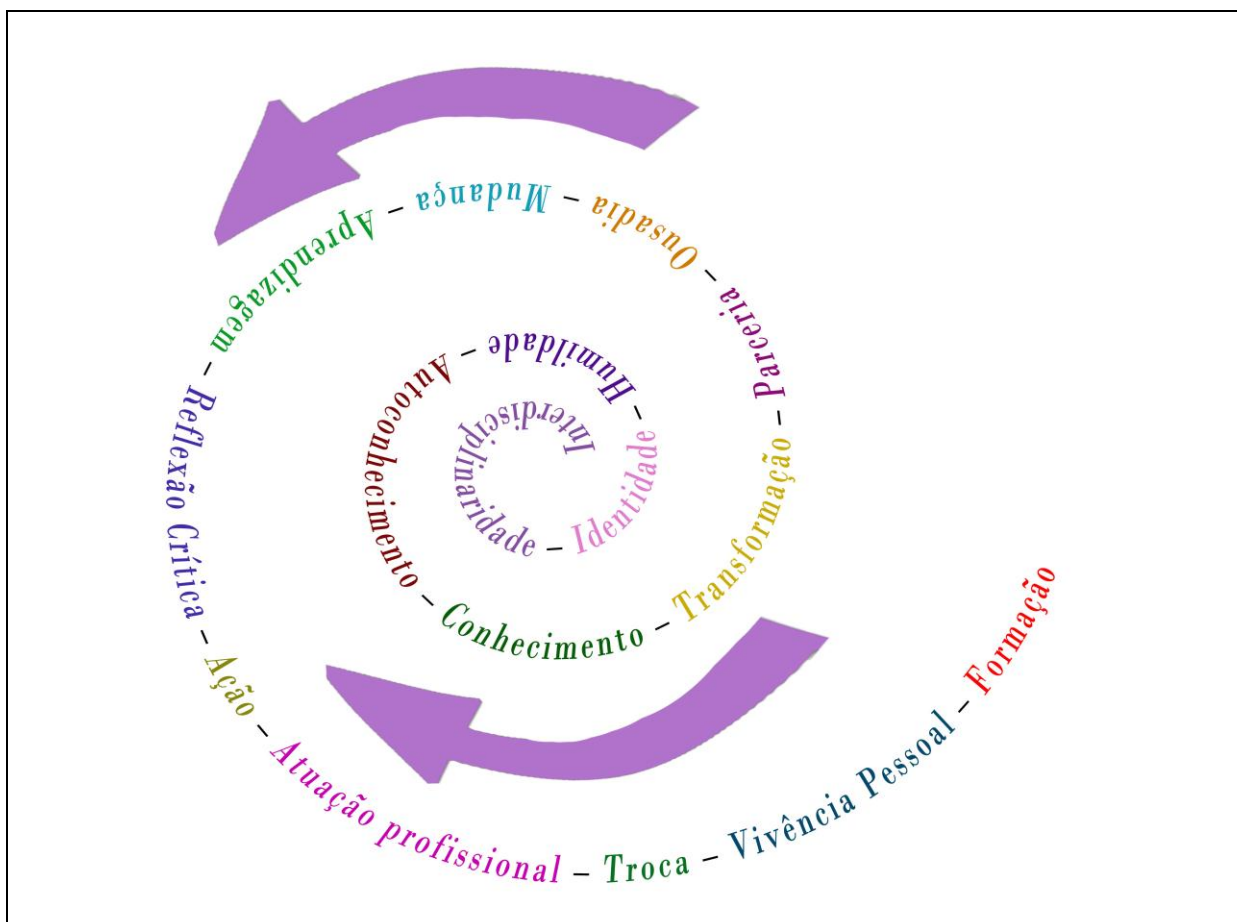 Interdisciplinaridade – Identidade – Humildade – Autoconhecimento – Conhecimento – Transformação – Parceria – Ousadia – Mudança – Aprendizagem – Reflexão Crítica – Ação – Atuação profissional – Troca – Vivência Pessoal – Formação